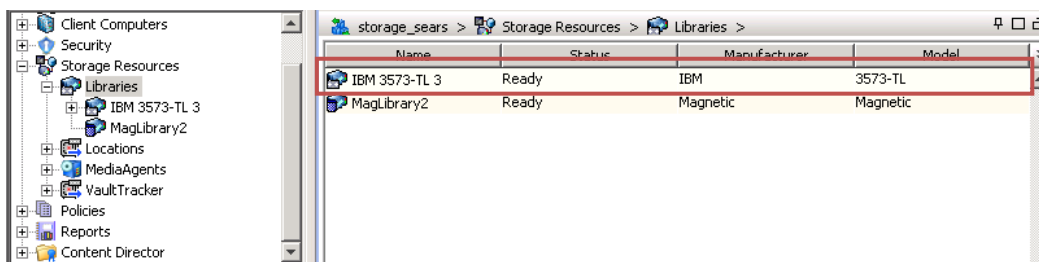 Client Computers
Security
Storage Resources
Libraries
IBM 3573-TL 3
MagLibrary2
Locations
MediaAgents
VaultTracker
Policies
Reports
Content Director
storage_sears > Storage Resources > Libraries >
Name Status Manufacturer Model
IBM 3573-TL 3 Ready IBM 3573-TL
MagLibrary2 Ready Magnetic Magnetic